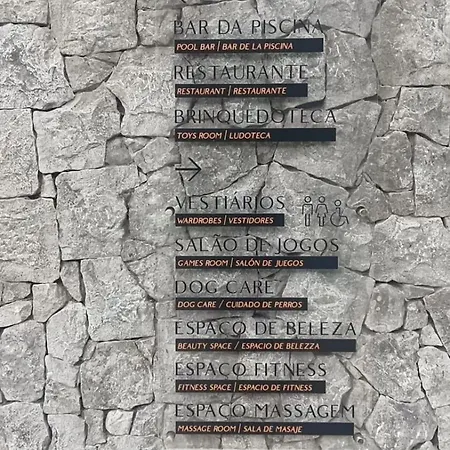 BAR DA PISCINA
POOL BAR | BAR DE LA PISCINA
RESTAURANTE
RESTAURANT | RESTAURANTE
BRINQUEDOTECA
TOYS ROOM | LUDOTECA
VESTIÁRIOS
WARDROBES | VESTIDORES
SALÃO DE JOGOS
GAMES ROOM | SALÓN DE JUEGOS
DOG CARE
DOG CARE / CUIDADO DE PERROS
ESPAÇO DE BELEZA
BEAUTY SPACE / ESPACIO DE BELEZZA
ESPAÇO FITNESS
FITNESS SPACE | ESPACIO DE FITNESS
ESPAÇO MASSAGEM
MASSAGE ROOM | SALA DE MASAJE